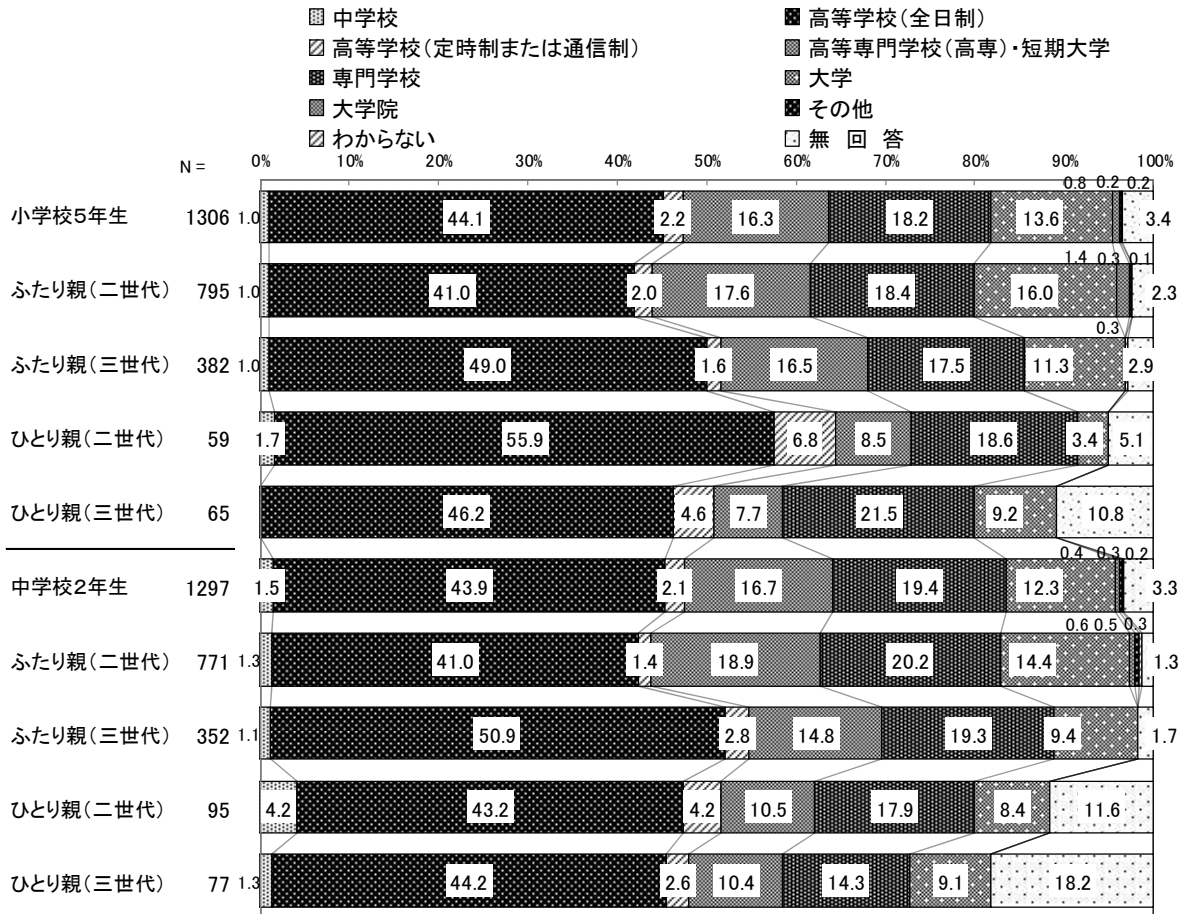 中学校 高等学校(全日制)
高等学校(定時制または通信制) 高等専門学校(高専)・短期大学
専門学校 大学
大学院 その他
わからない 無 回 答
N = 0% 10% 20% 30% 40% 50% 60% 70% 80% 90% 100%
0.8 0.2 0.2
小学校5年生 1306 1.0 44.1 2.2 16.3 18.2 13.6 3.4
1.4 0.3 0.1
ふたり親(二世代) 795 1.0 41.0 2.0 17.6 18.4 16.0 2.3
0.3
ふたり親(三世代) 382 1.0 49.0 1.6 16.5 17.5 11.3 2.9
ひとり親(二世代) 59 1.7 55.9 6.8 8.5 18.6 3.4 5.1
ひとり親(三世代) 65 46.2 4.6 7.7 21.5 9.2 10.8
0.4 0.3 0.2
中学校2年生 1297 1.5 43.9 2.1 16.7 19.4 12.3 3.3
0.6 0.5 0.3
ふたり親(二世代) 771 1.3 41.0 1.4 18.9 20.2 14.4 1.3
ふたり親(三世代) 352 1.1 50.9 2.8 14.8 19.3 9.4 1.7
ひとり親(二世代) 95 4.2 43.2 4.2 10.5 17.9 8.4 11.6
ひとり親(三世代) 77 1.3 44.2 2.6 10.4 14.3 9.1 18.2